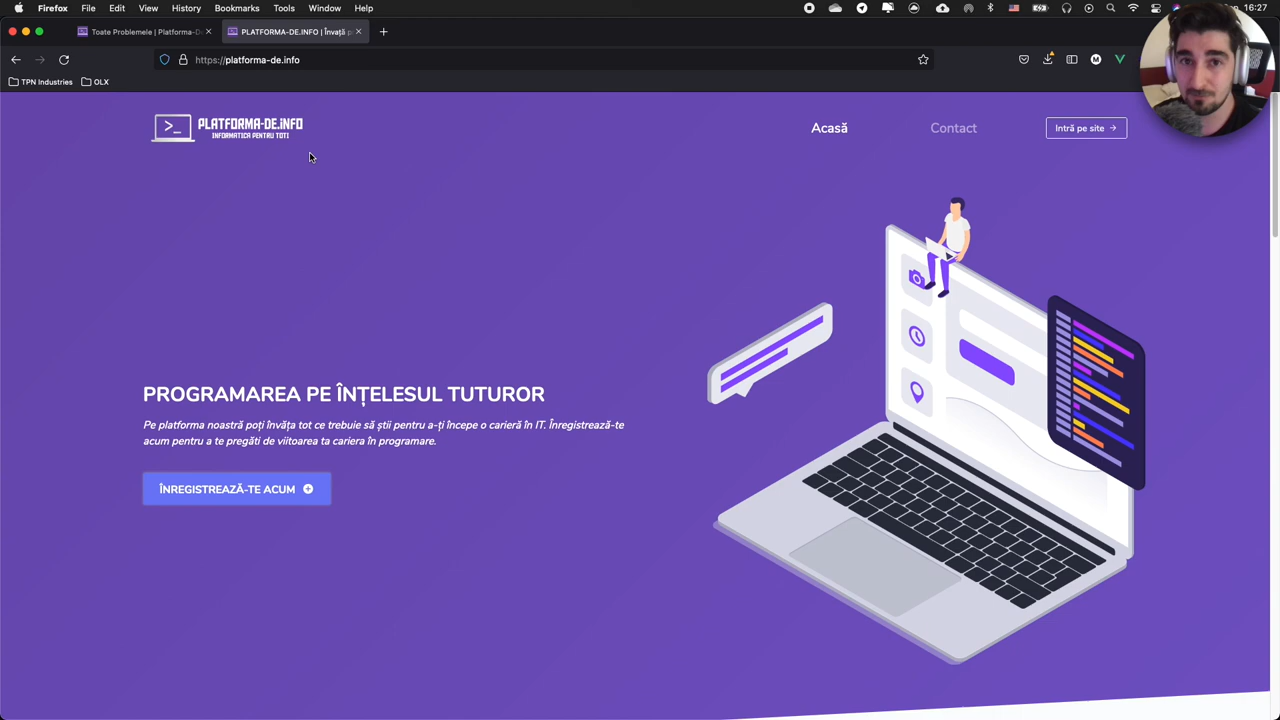 Firefox File Edit View History Bookmarks Tools Window Help 16:27
Toate Problemele | Platforma-D PLATFORMA-DE.INFO | Învață p
https://platforma-de.info
TPN Industries OLX
>_ PLATFORMA-DE.INFO
INFORMATICA PENTRU TOTI
Acasă Contact Intră pe site
PROGRAMAREA PE ÎNȚELESUL TUTUROR
Pe platforma noastră poți învăța tot ce trebuie să știi pentru a-ți începe o carieră în IT. Înregistrează-te
acum pentru a te pregăti de viitoarea ta cariera în programare.
ÎNREGISTREAZĂ-TE ACUM